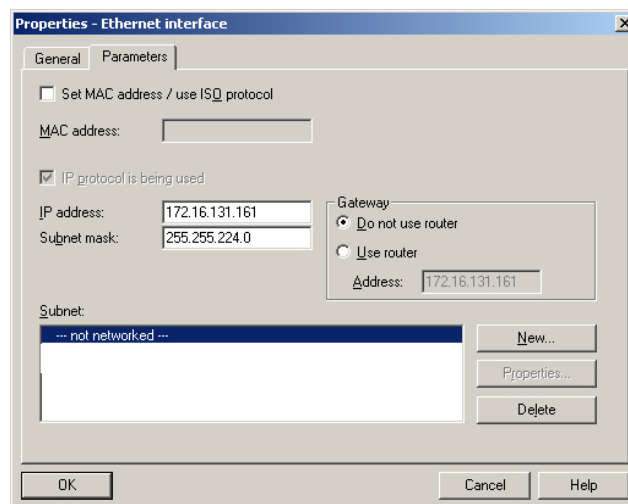 Properties - Ethernet interface
General
Parameters
Set MAC address / use ISO protocol
MAC address:
IP protocol is being used
IP address:
172.16.131.161
Subnet mask:
255.255.224.0
Gateway
Do not use router
Use router
Address:
172.16.131.161
Subnet:
--- not networked ---
New...
Properties...
Delete
OK
Cancel
Help